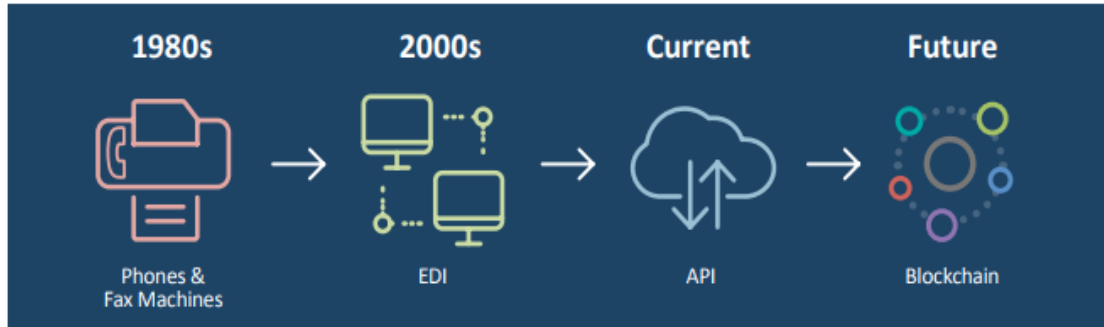 1980s
2000s
Current
Future
Phones &
Fax Machines
EDI
API
Blockchain